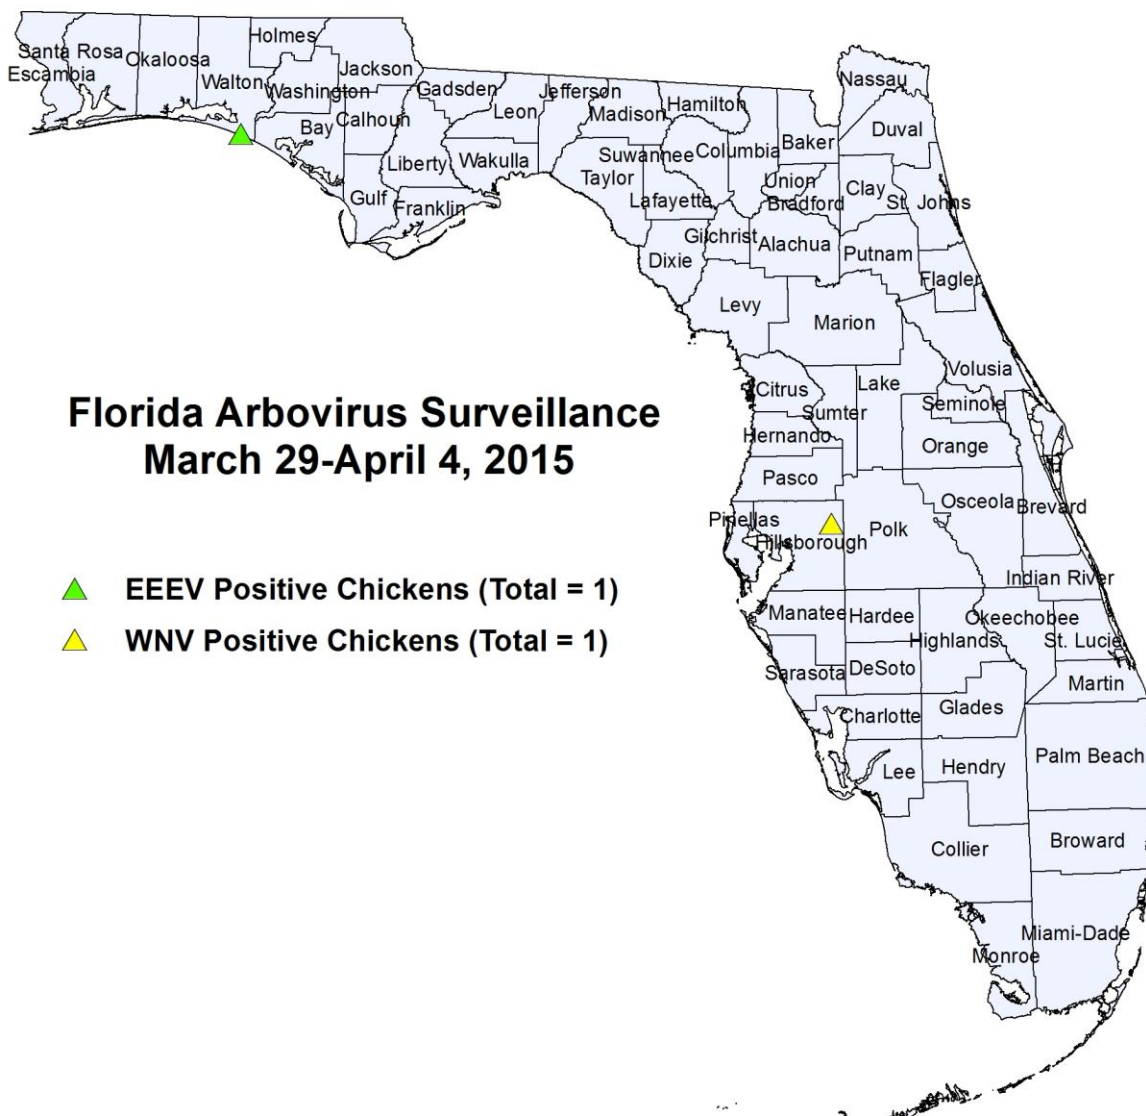 Holmes
Santa Rosa
Okaloosa
Escambia
Walton
Jackson
Washington
Gadsden
Jefferson
Nassau
Leon
Madison
Hamilton
Bay
Calhoun
Duval
Baker
Columbia
Suwannee
Liberty
Wakulla
Taylor
Union
Clay
Gulf
Franklin
Lafayette
Bradford
St. Johns
Gilchrist
Alachua
Putnam
Dixie
Flagler
Levy
Marion
Volusia
Citrus
Lake
Sumter
Seminole
Hernando
Orange
Florida Arbovirus Surveillance
March 29-April 4, 2015
Pasco
Osceola
Brevard
Pinellas
Polk
Hillsborough
Indian River
EEEV Positive Chickens (Total = 1)
Manatee
Hardee
Okeechobee
WNV Positive Chickens (Total = 1)
Highlands
St. Lucie
Sarasota
DeSoto
Martin
Charlotte
Glades
Palm Beach
Lee
Hendry
Collier
Broward
Miami-Dade
Monroe